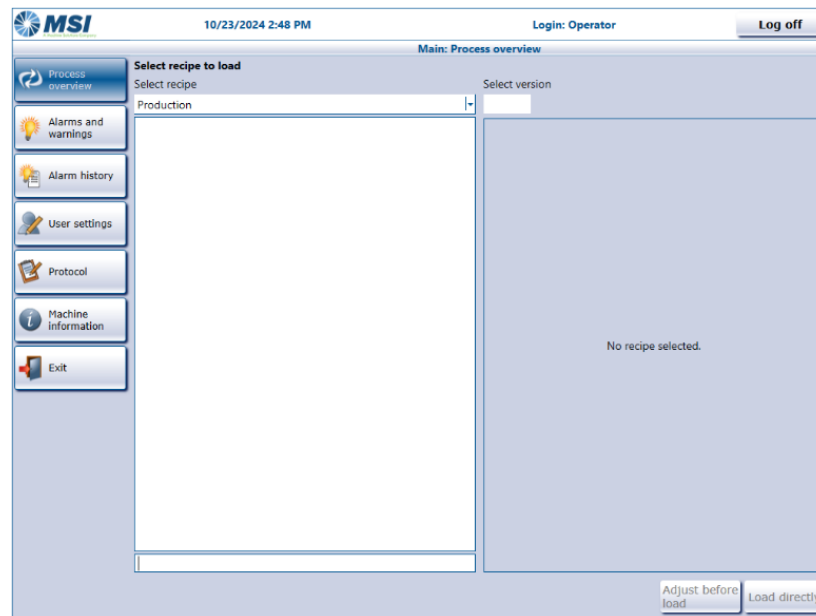 MSI
10/23/2024 2:48 PM
Login: Operator
Log off
Main: Process overview
Process
overview
Alarms and
warnings
Alarm history
User settings
Protocol
Machine
information
Exit
Select recipe to load
Select recipe
Production
Select version
No recipe selected.
Adjust before
load
Load directly